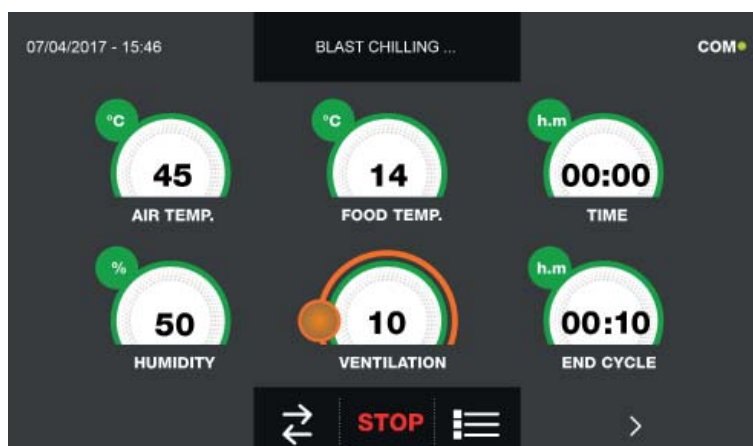 07/04/2017 - 15:46
BLAST CHILLING ...
COM
°C
45
AIR TEMP.
°C
14
FOOD TEMP.
h.m
00:00
TIME
%
50
HUMIDITY
10
VENTILATION
h.m
00:10
END CYCLE
STOP